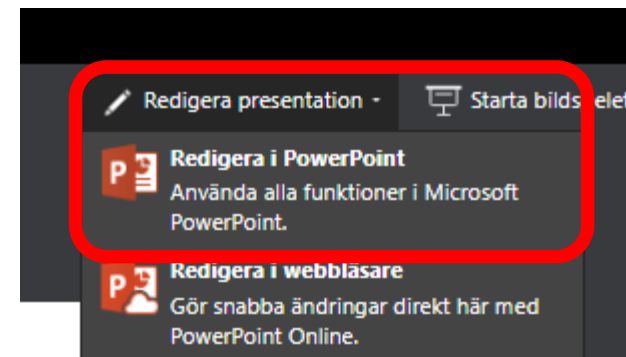 Redigera presentation Starta bilds
Redigera i PowerPoint
Använda alla funktioner i Microsoft
PowerPoint.
Redigera i webbläsare
Gör snabba ändringar direkt här med
PowerPoint Online.